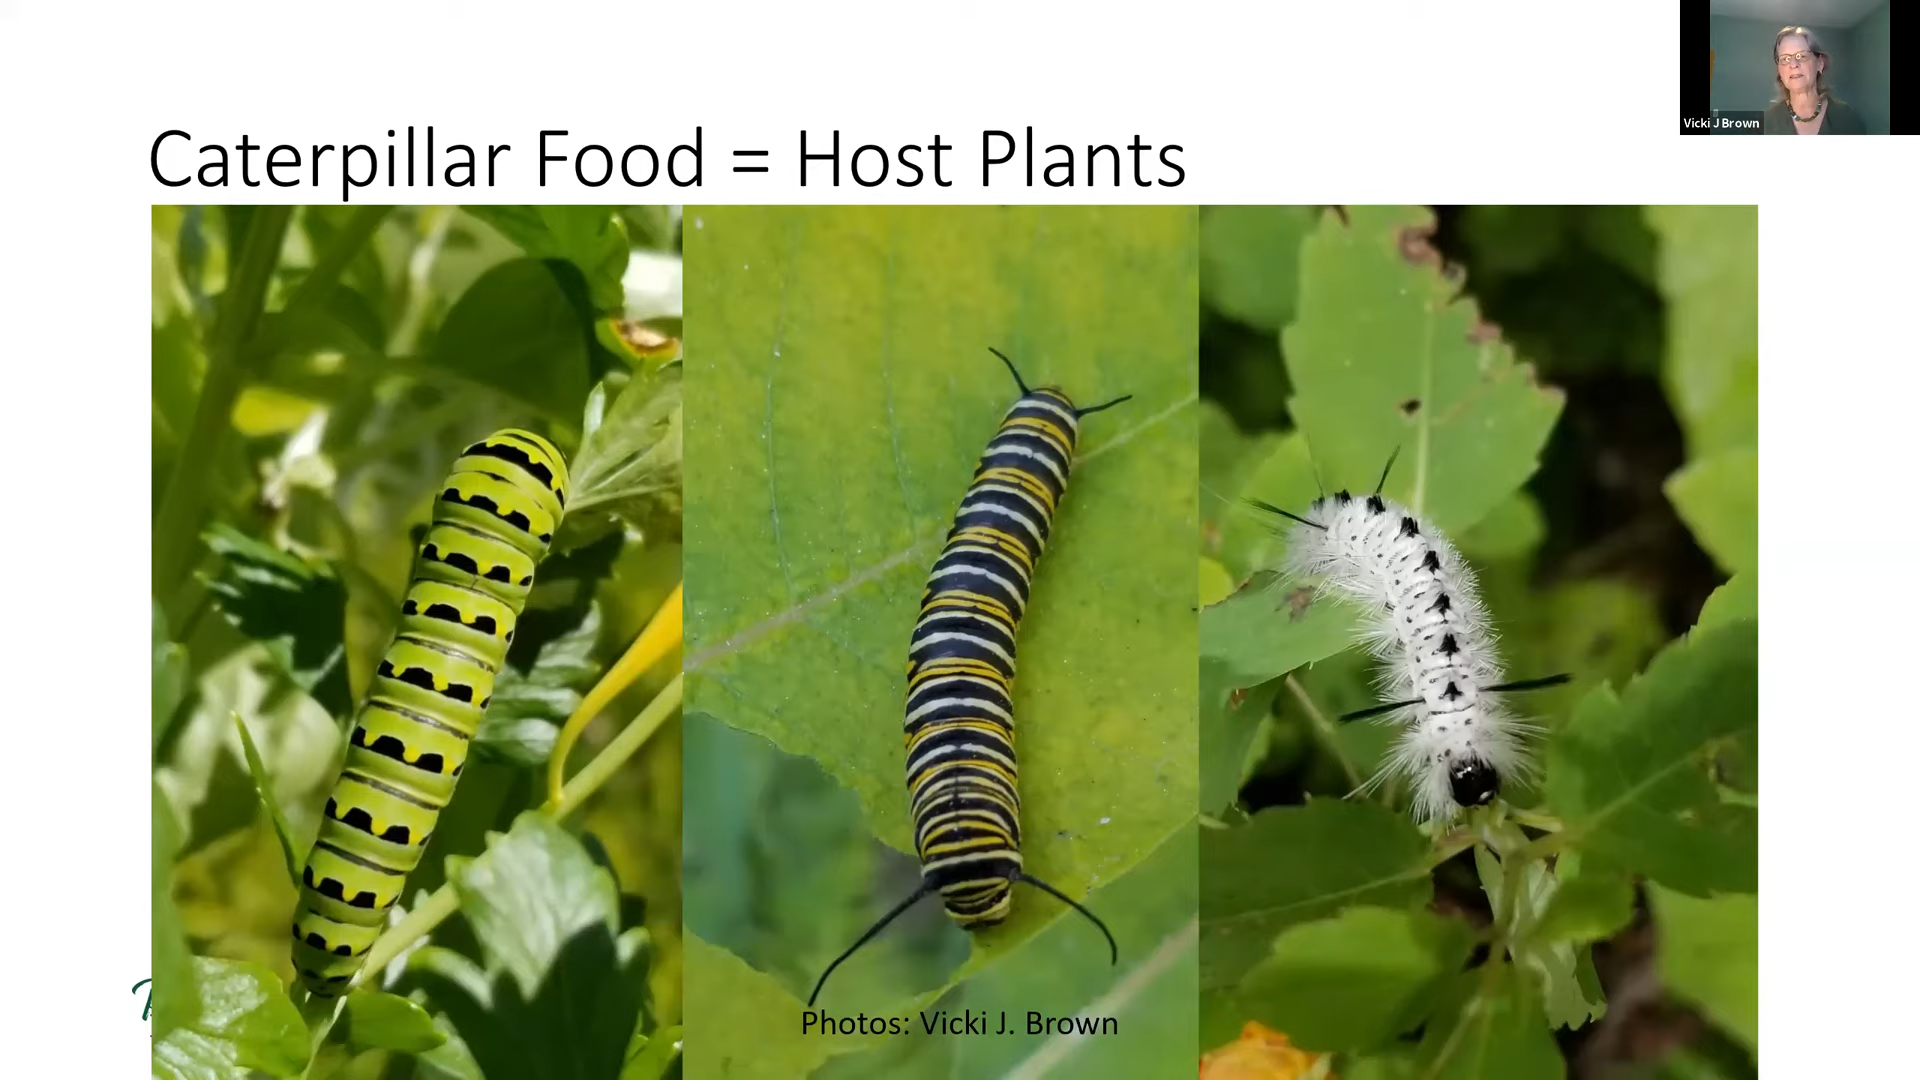 Vicki J Brown
Caterpillar Food = Host Plants
Photos: Vicki J. Brown